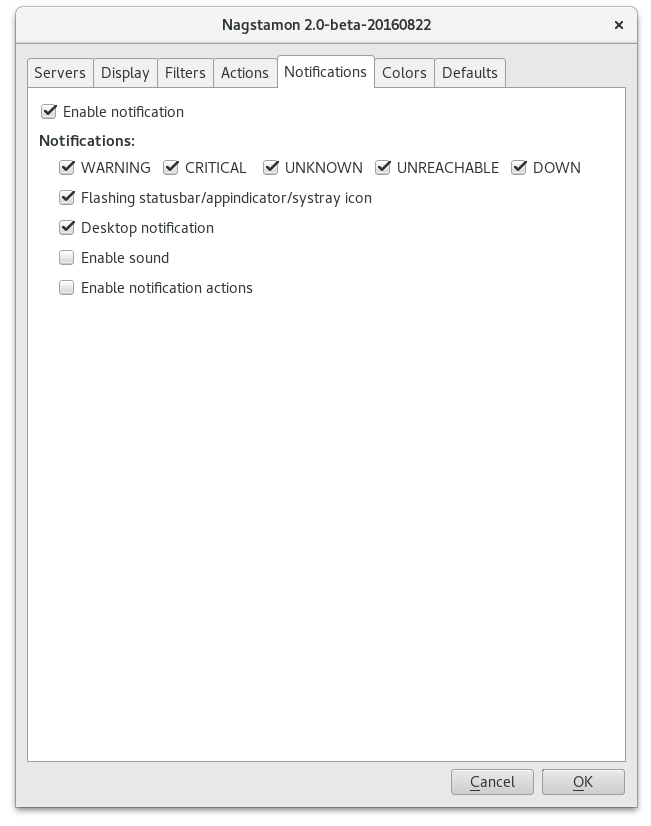 Nagstamon 2.0-beta-20160822 ×
Servers Display Filters Actions Notifications Colors Defaults
Enable notification
Notifications:
WARNING CRITICAL UNKNOWN UNREACHABLE DOWN
Flashing statusbar/appindicator/systray icon
Desktop notification
Enable sound
Enable notification actions
Cancel OK